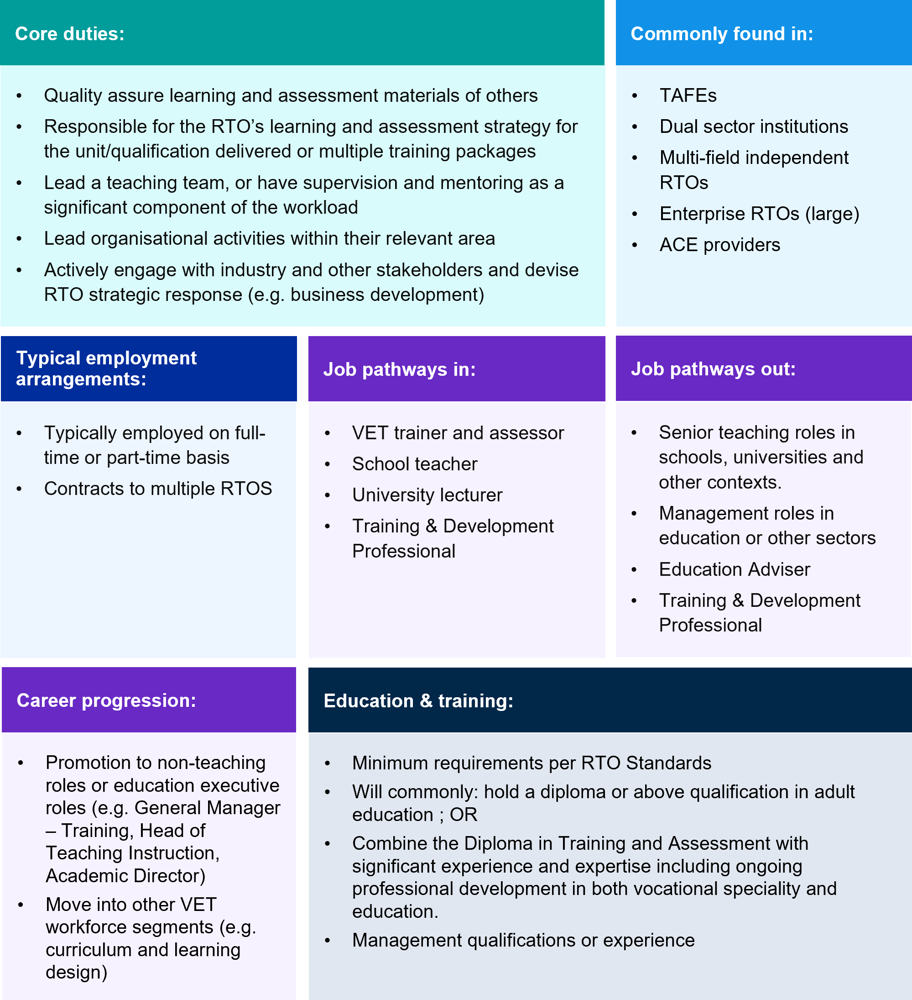 Core duties:
• Quality assure learning and assessment materials of others
• Responsible for the RTO’s learning and assessment strategy for
the unit/qualification delivered or multiple training packages
• Lead a teaching team, or have supervision and mentoring as a
significant component of the workload
• Lead organisational activities within their relevant area
• Actively engage with industry and other stakeholders and devise
RTO strategic response (e.g. business development)
Commonly found in:
• TAFEs
• Dual sector institutions
• Multi-field independent
RTOs
• Enterprise RTOs (large)
• ACE providers
Typical employment
arrangements:
• Typically employed on full-
time or part-time basis
• Contracts to multiple RTOS
Job pathways in:
• VET trainer and assessor
• School teacher
• University lecturer
• Training & Development
Professional
Job pathways out:
• Senior teaching roles in
schools, universities and
other contexts.
• Management roles in
education or other sectors
• Education Adviser
• Training & Development
Professional
Career progression:
• Promotion to non-teaching
roles or education executive
roles (e.g. General Manager
– Training, Head of
Teaching Instruction,
Academic Director)
• Move into other VET
workforce segments (e.g.
curriculum and learning
design)
Education & training:
• Minimum requirements per RTO Standards
• Will commonly: hold a diploma or above qualification in adult
education ; OR
• Combine the Diploma in Training and Assessment with
significant experience and expertise including ongoing
professional development in both vocational speciality and
education.
• Management qualifications or experience